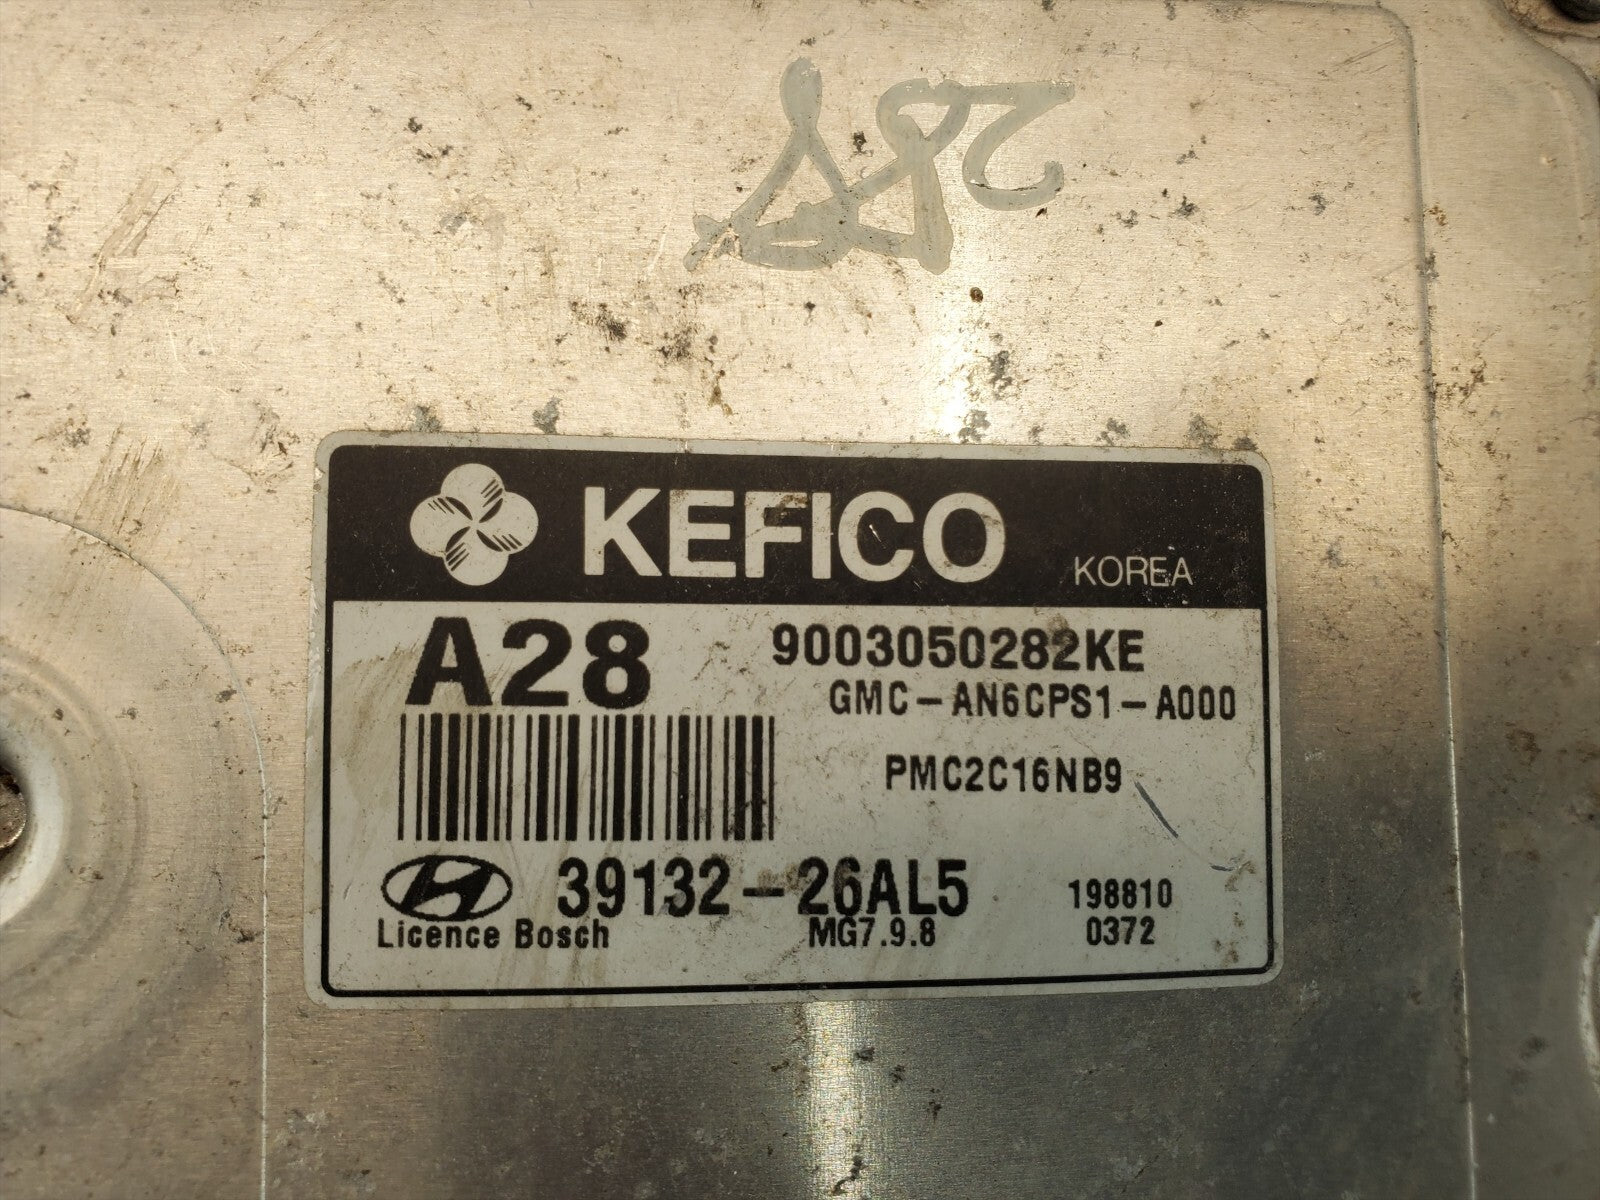 KEFICO
KOREA
A28
9003050282KE
GMC-AN6CPS1-A000
PMC2C16NB9
39132-26AL5
198810
Licence Bosch
MG7.9.8
0372